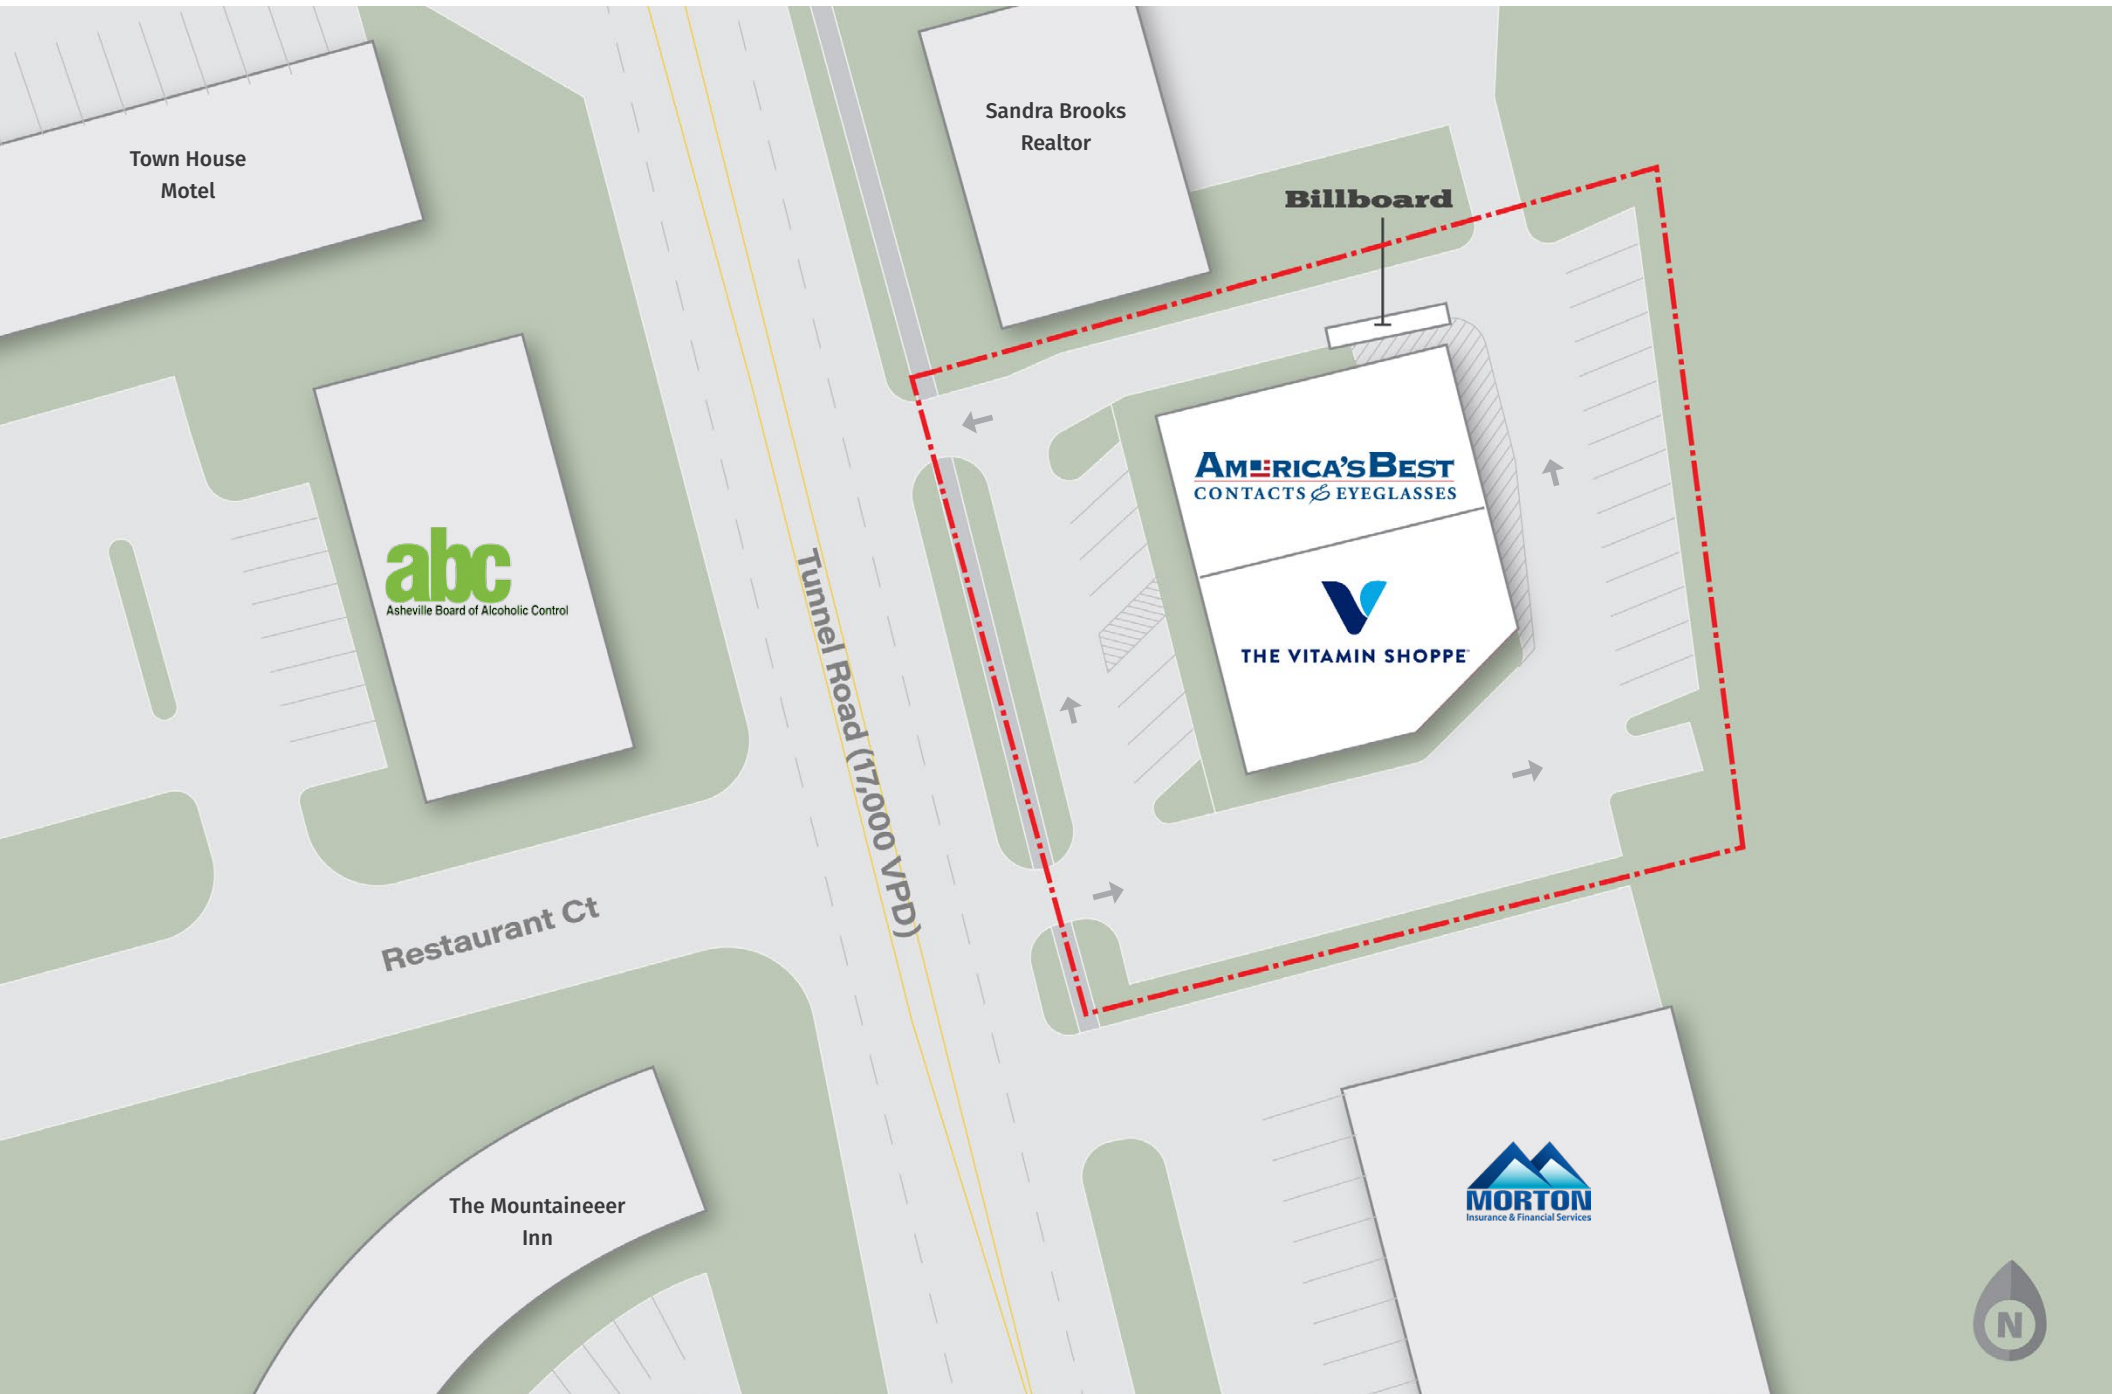 Town House
Motel
Sandra Brooks
Realtor
Billboard
AMERICA'S BEST
CONTACTS & EYEGLASSES
abc
Asheville Board of Alcoholic Control
THE VITAMIN SHOPPE
Tunnel Road (17,000 VPD)
Restaurant Ct
The Mountaineeer
Inn
MORTON
Insurance & Financial Services
N